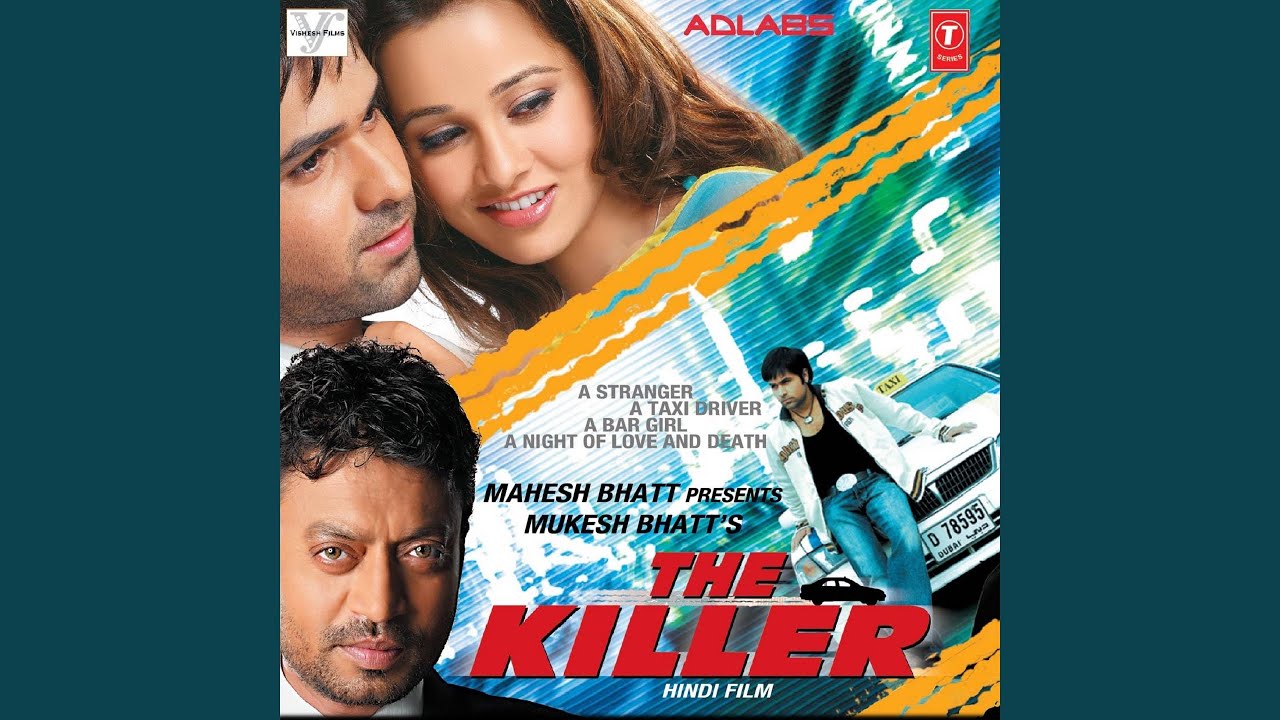 VISHESH FILMS
ADLABS
T
SERIES
TAXI
A STRANGER
A TAXI DRIVER
A BAR GIRL
A NIGHT OF LOVE AND DEATH
MAHESH BHATT PRESENTS
MUKESH BHATT'S
D 78595
DUBAI دبي
THE
KILLER
HINDI FILM